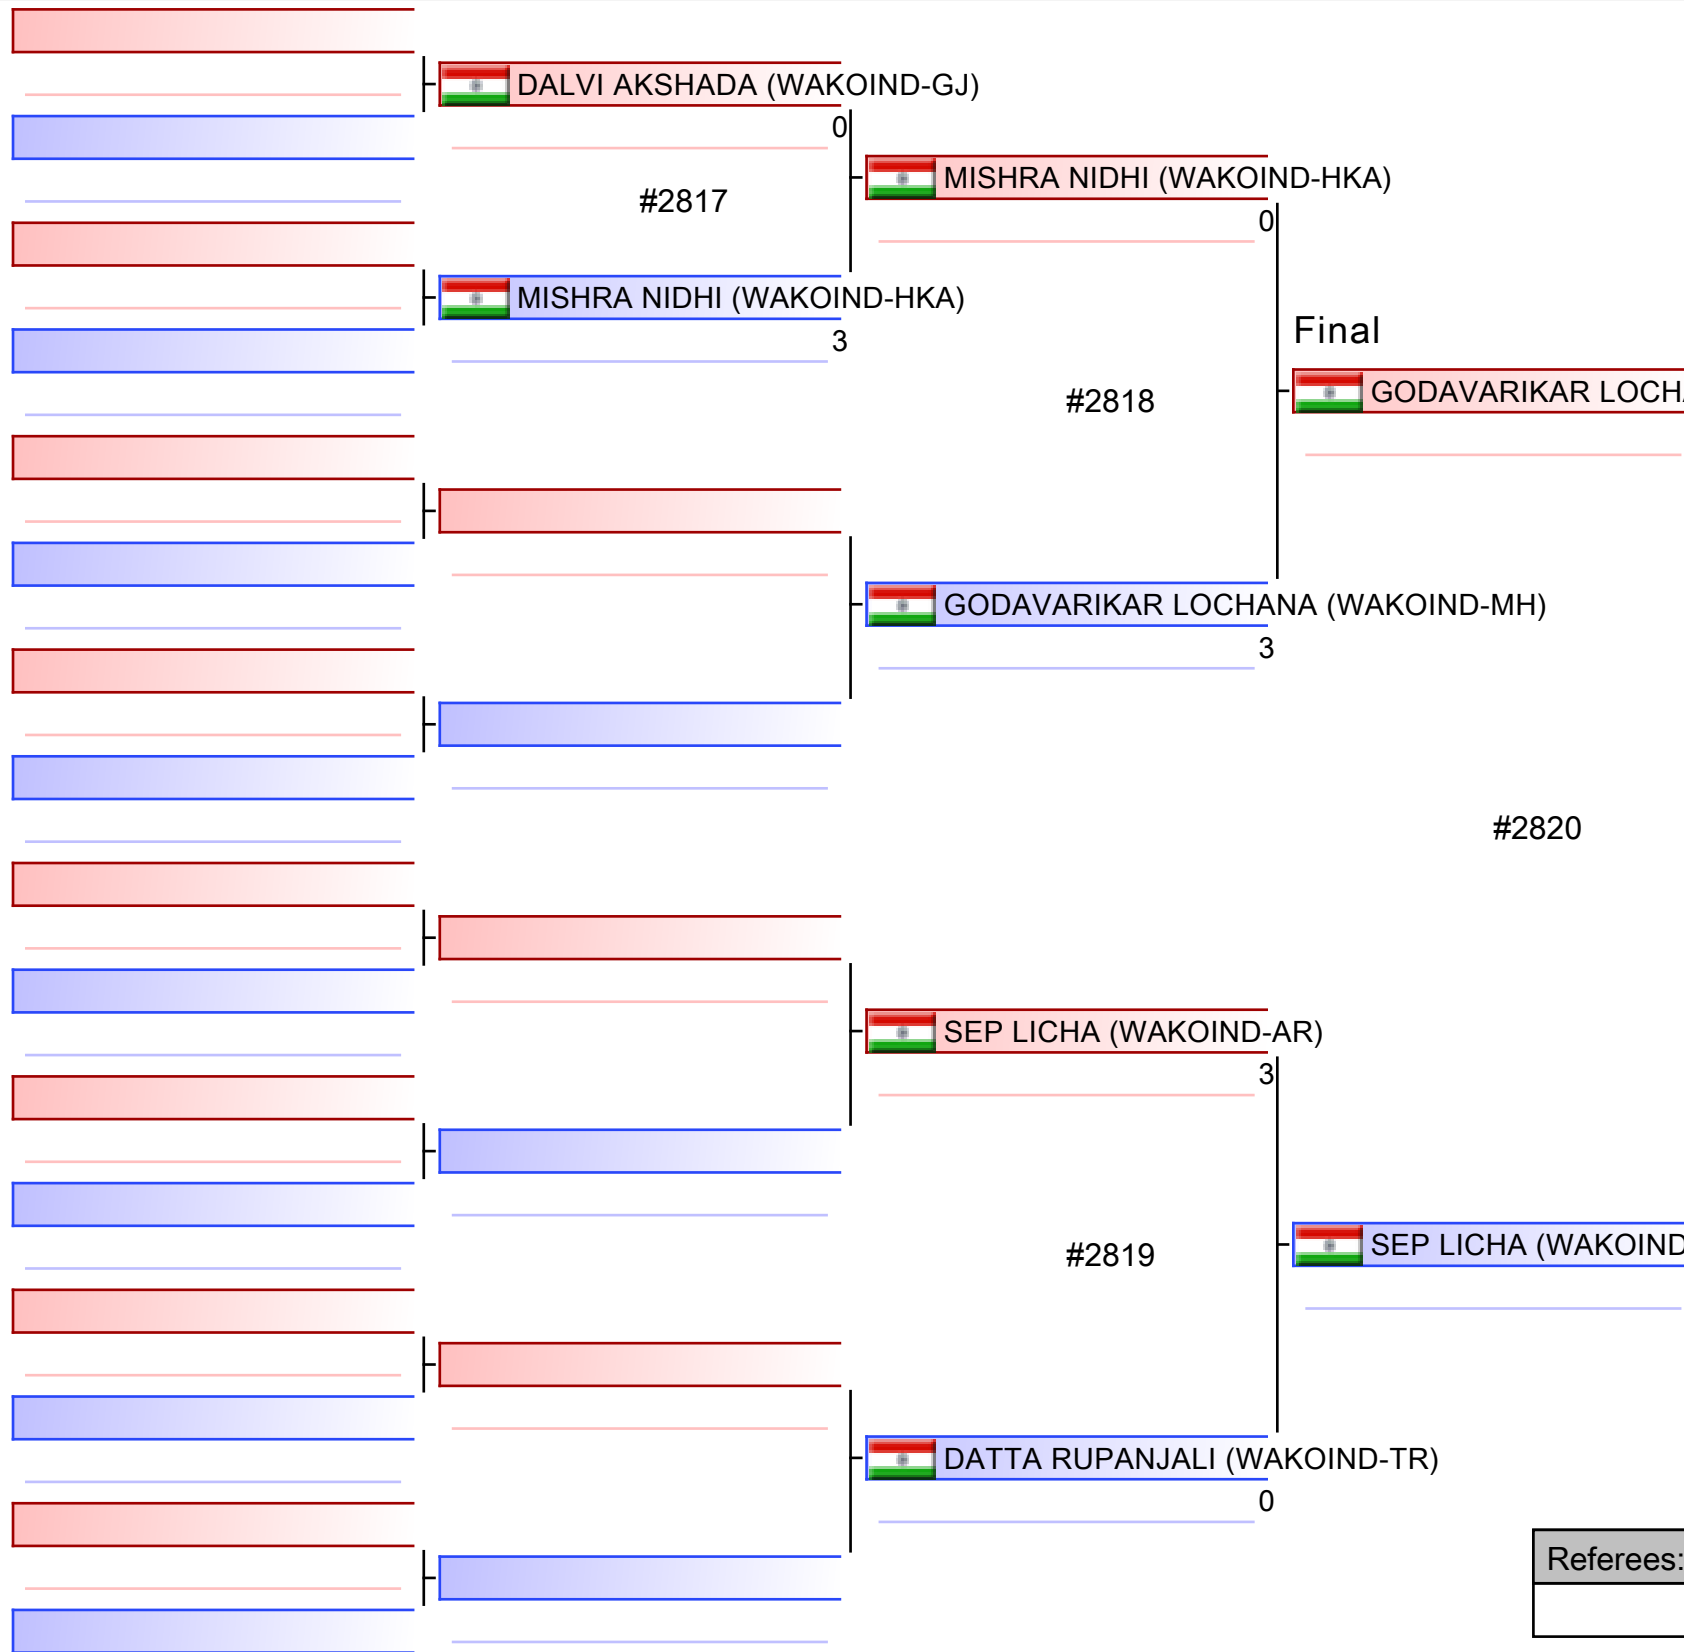 DALVI AKSHADA (WAKOIND-GJ)
0
#2817
MISHRA NIDHI (WAKOIND-HKA)
3
MISHRA NIDHI (WAKOIND-HKA)
0
#2818
GODAVARIKAR LOCHANA (WAKOIND-MH)
3
Final
GODAVARIKAR LOCHA
#2820
SEP LICHA (WAKOIND-AR)
3
#2819
DATTA RUPANJALI (WAKOIND-TR)
0
SEP LICHA (WAKOIND
Referees: